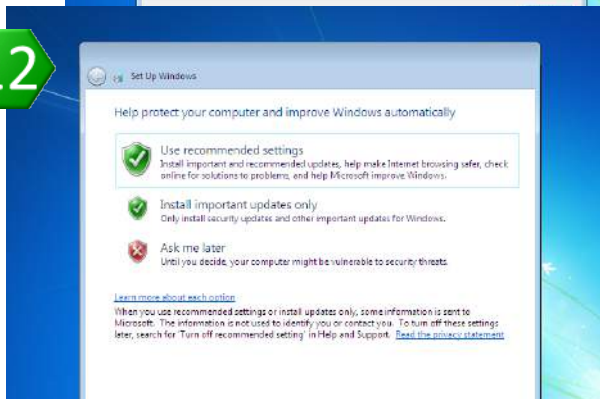 2
Set Up Windows
Help protect your computer and improve Windows automatically
Use recommended settings
Install important and recommended updates, help make Internet browsing safer, check
online for solutions to problems, and help Microsoft improve Windows.
Install important updates only
Only install security updates and other important updates for Windows.
Ask me later
Until you decide, your computer might be vulnerable to security threats.
Learn more about each option
When you use recommended settings or install updates only, some information is sent to
Microsoft. The information is not used to identify you or contact you. To turn off these settings
later, search for 'Turn off recommended setting' in Help and Support. Read the privacy statement